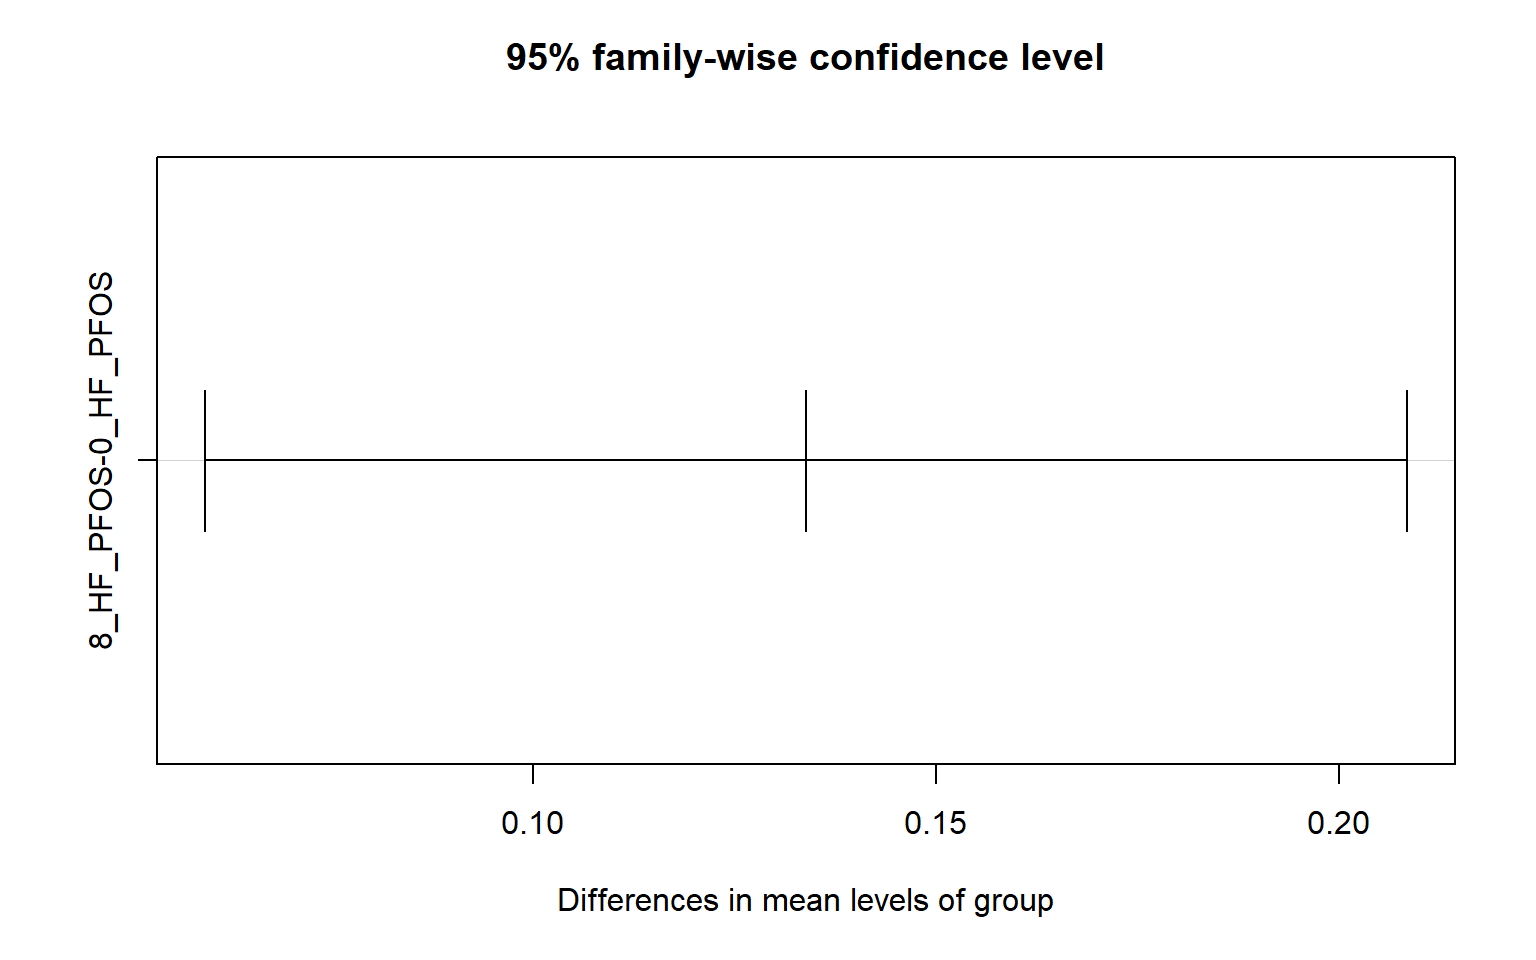 95% family-wise confidence level
8_HF_PFOS-0_HF_PFOS
0.10 0.15 0.20
Differences in mean levels of group